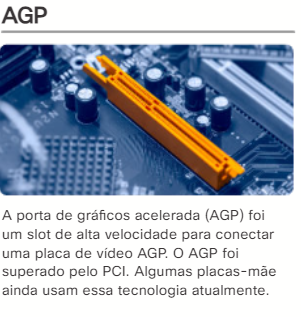 AGP
A porta de gráficos acelerada (AGP) foi
um slot de alta velocidade para conectar
uma placa de vídeo AGP. O AGP foi
superado pelo PCI. Algumas placas-mãe
ainda usam essa tecnologia atualmente.